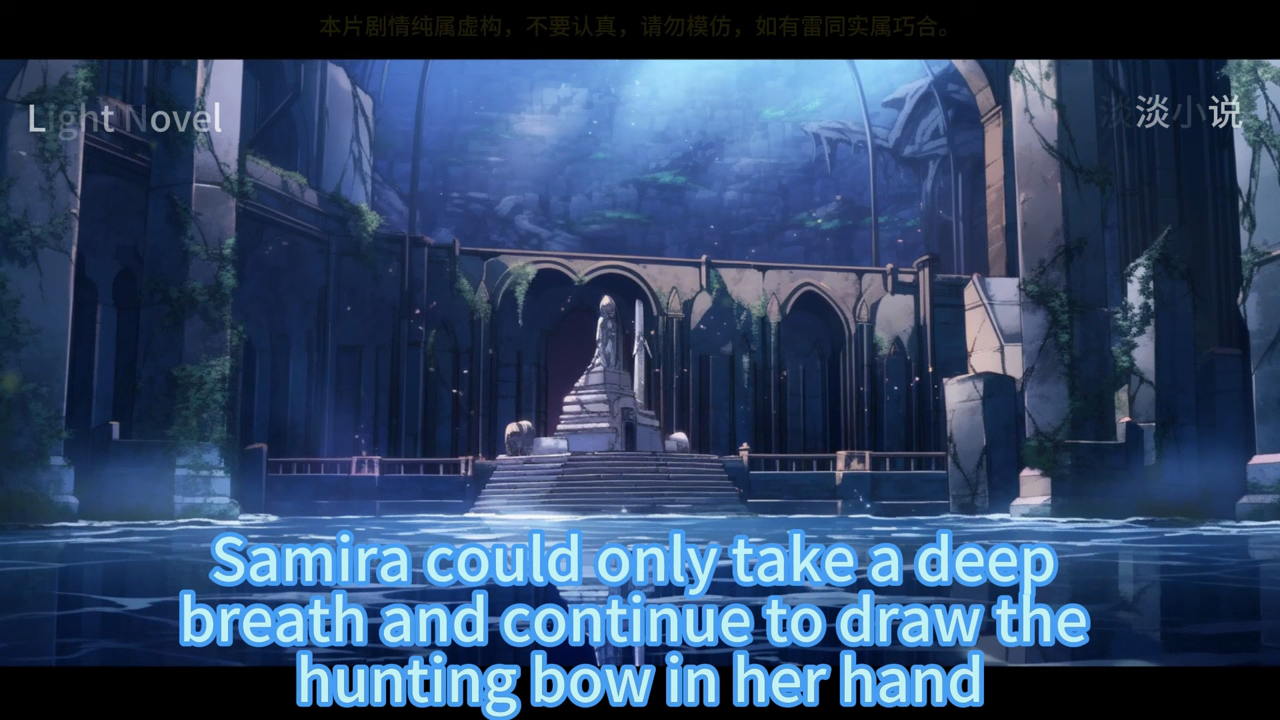 本片剧情纯属虚构，不要认真，请勿模仿，如有雷同实属巧合。
Light Novel
淡淡小说
Samira could only take a deep
breath and continue to draw the
hunting bow in her hand